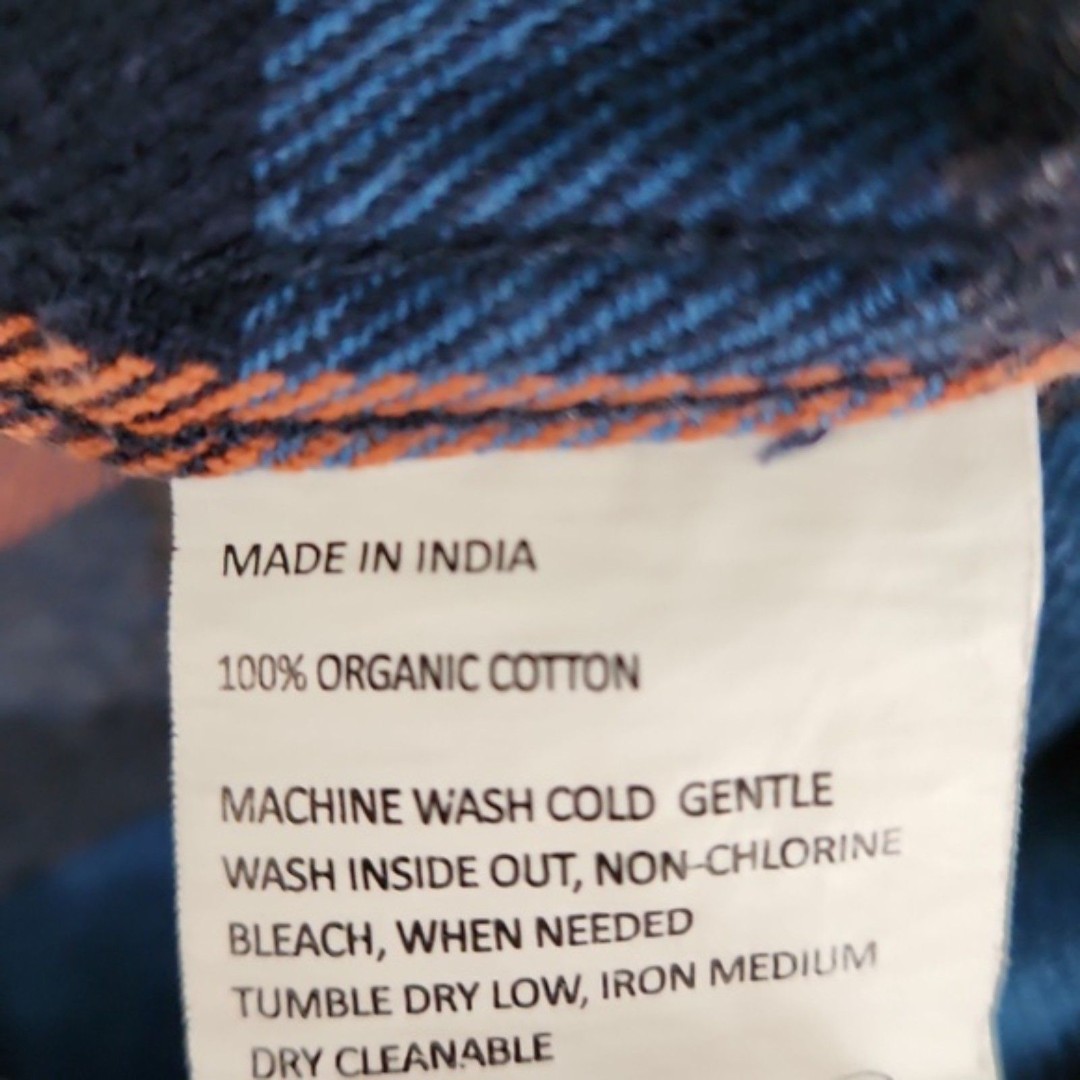 MADE IN INDIA
100% ORGANIC COTTON
MACHINE WASH COLD GENTLE
WASH INSIDE OUT, NON-CHLORINE
BLEACH, WHEN NEEDED
TUMBLE DRY LOW, IRON MEDIUM
DRY CLEANABLE